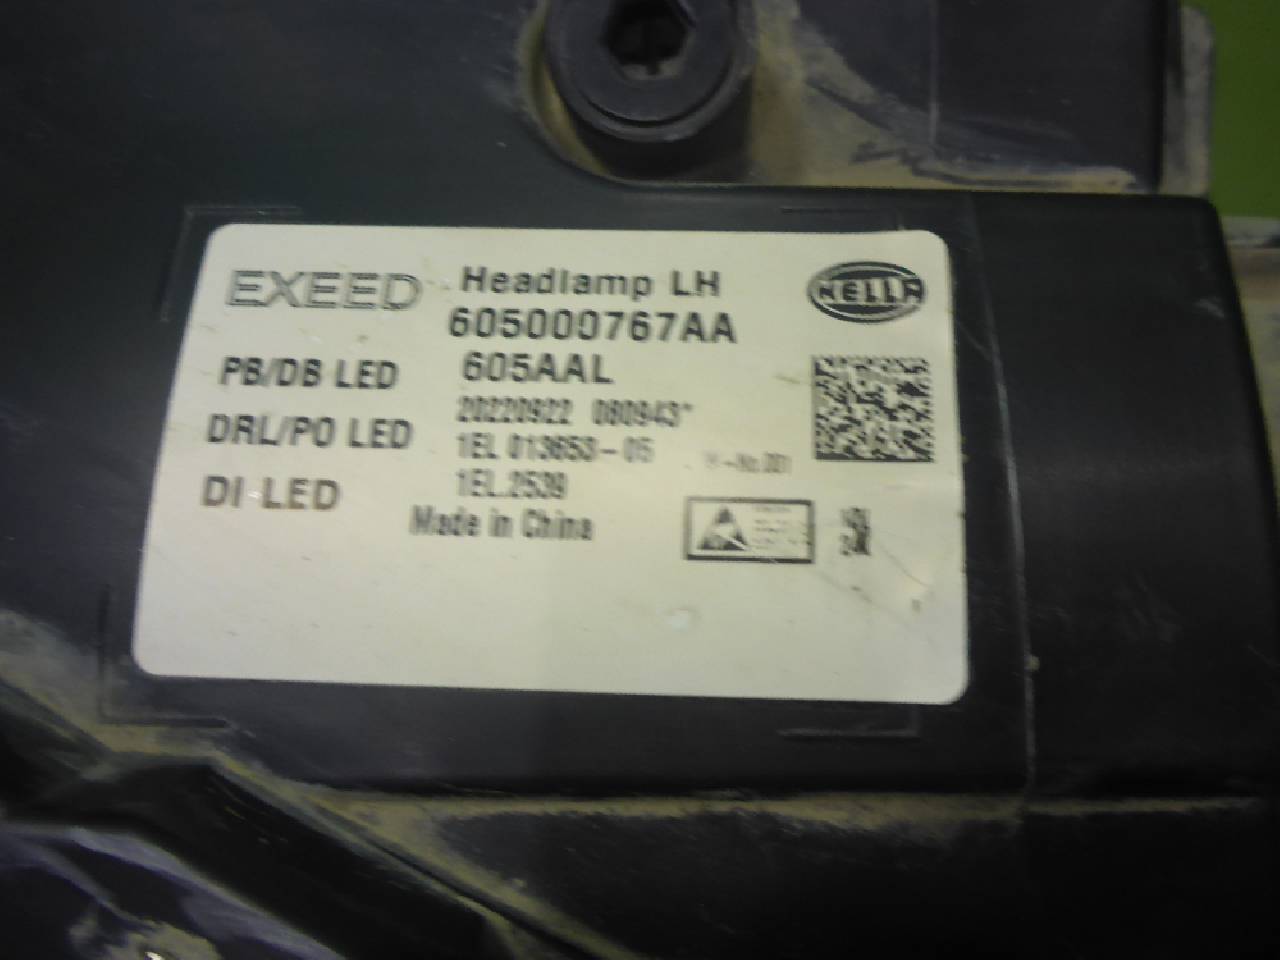 EXEED
Headlamp LH
HELLA
605000767AA
PB/DB LED
605AAL
20220922 080943*
DRL/PO LED
1EL 013653-05
1EL.2539
DI LED
Made in China